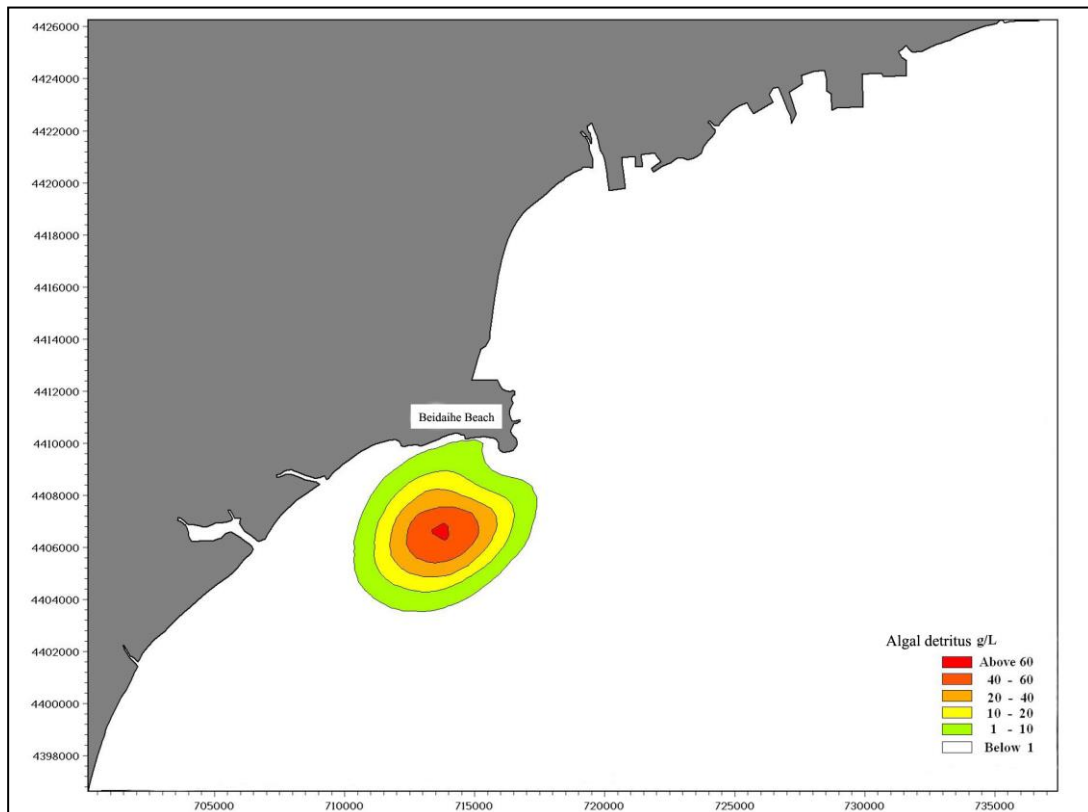 4426000
4424000
4422000
4420000
4418000
4416000
4414000
4412000
Beidaihe Beach
4410000
4408000
4406000
4404000
4402000
Algal detritus g/L
Above 60
40 - 60
4400000
20 - 40
10 - 20
1 - 10
4398000
Below 1
705000 710000 715000 720000 725000 730000 735000